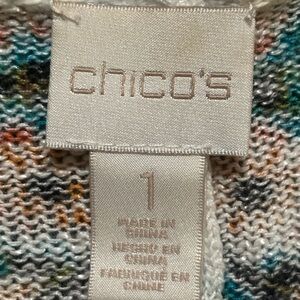 chico's
1
MADE IN
CHINA
HECHO EN
CHINA
FABRIQUÉ EN
CHINE